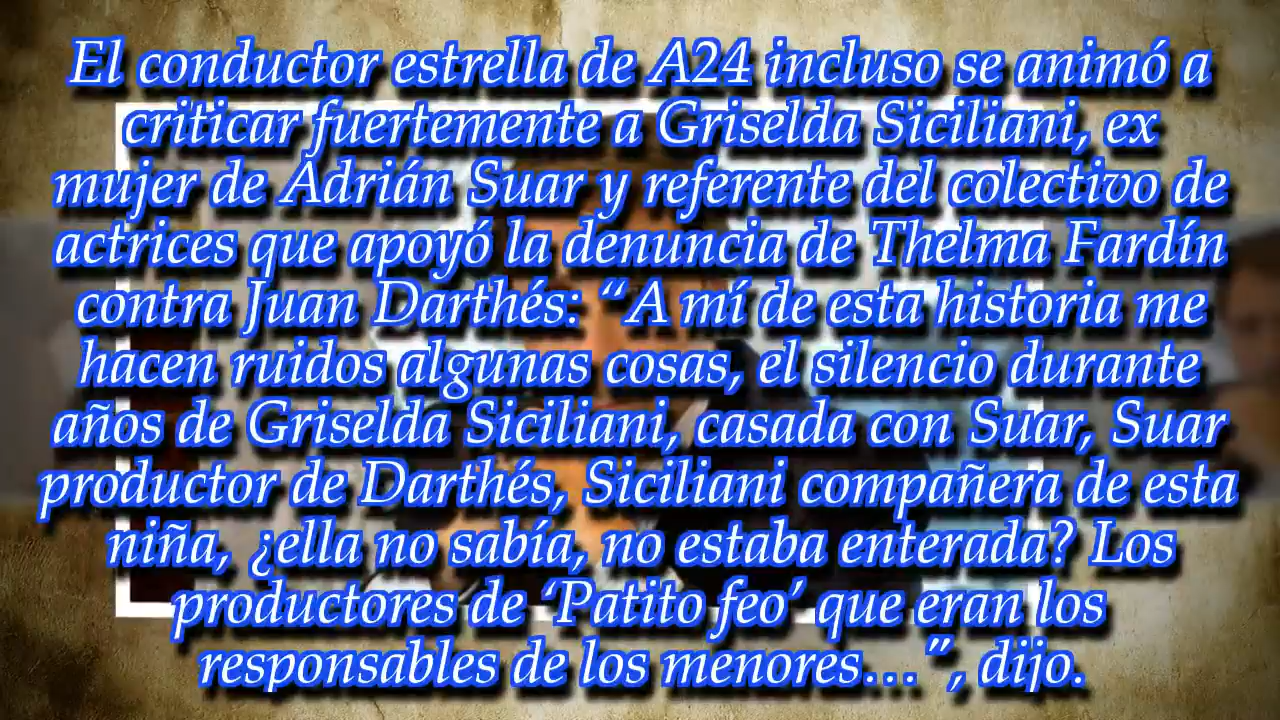 El conductor estrella de A24 incluso se animó a
criticar fuertemente a Griselda Siciliani, ex
mujer de Adrián Suar y referente del colectivo de
actrices que apoyó la denuncia de Thelma Fardín
contra Juan Darthés: “A mí de esta historia me
hacen ruidos algunas cosas, el silencio durante
años de Griselda Siciliani, casada con Suar, Suar
productor de Darthés, Siciliani compañera de esta
niña, ¿ella no sabía, no estaba enterada? Los
productores de ‘Patito feo’ que eran los
responsables de los menores…”, dijo.